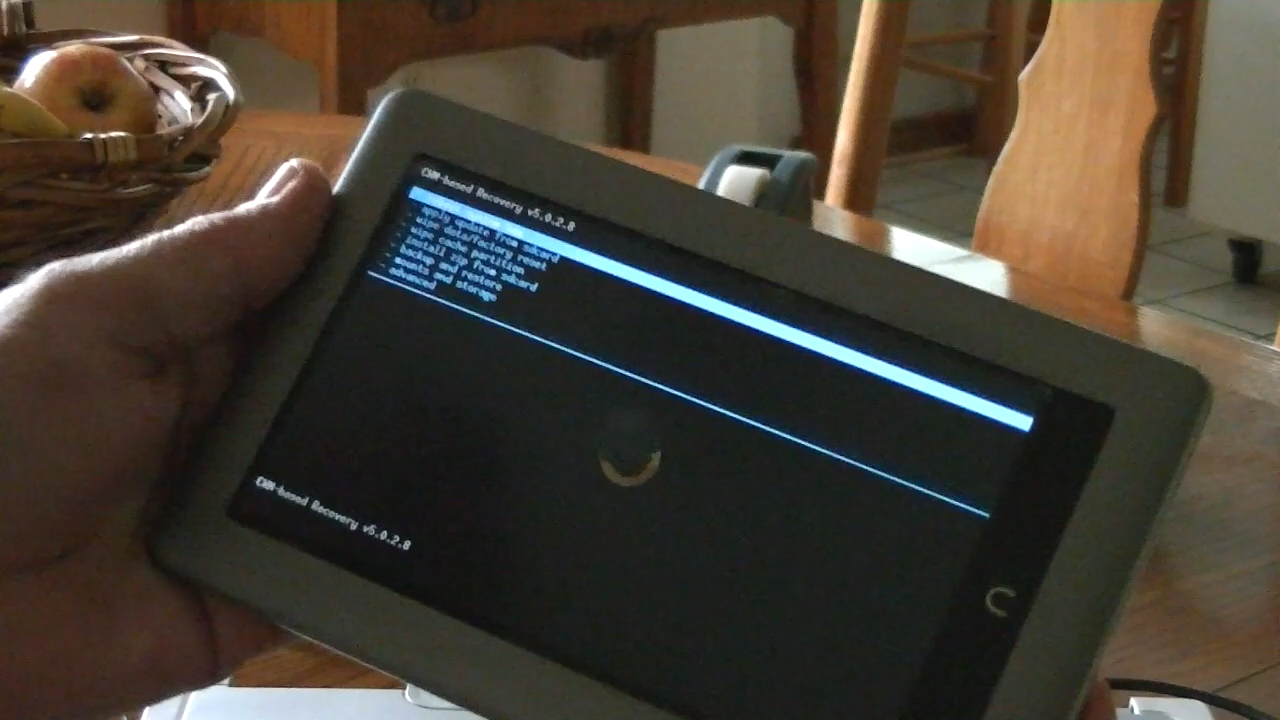 CWM-based Recovery v5.0.2.8
- apply update from sdcard
- wipe data/factory reset
- wipe cache partition
- install zip from sdcard
- backup and restore
- mounts and storage
- advanced
CWM-based Recovery v5.0.2.8